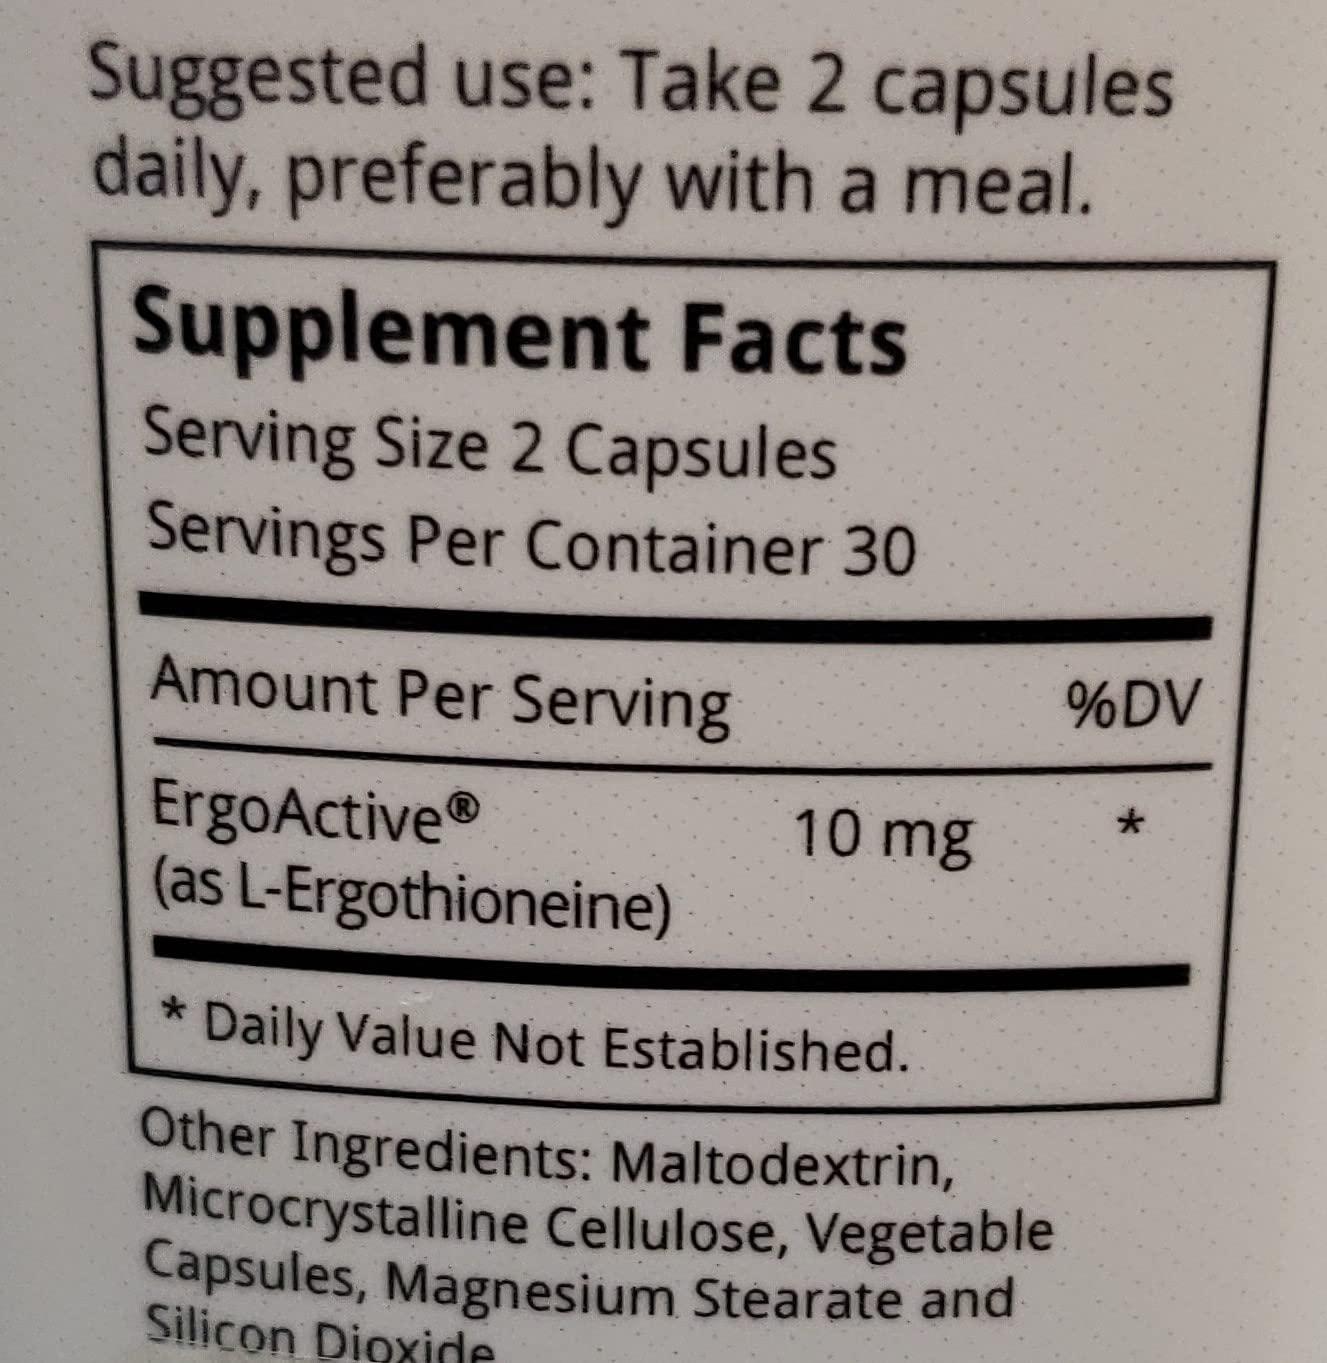 Suggested use: Take 2 capsules
daily, preferably with a meal.
Supplement Facts
Serving Size 2 Capsules
Servings Per Container 30
Amount Per Serving %DV
ErgoActive® 10 mg *
(as L-Ergothioneine)
* Daily Value Not Established.
Other Ingredients: Maltodextrin,
Microcrystalline Cellulose, Vegetable
Capsules, Magnesium Stearate and
Silicon Dioxide